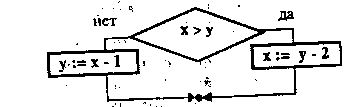 нет
да
x > y
y := x - 1
x := y - 2